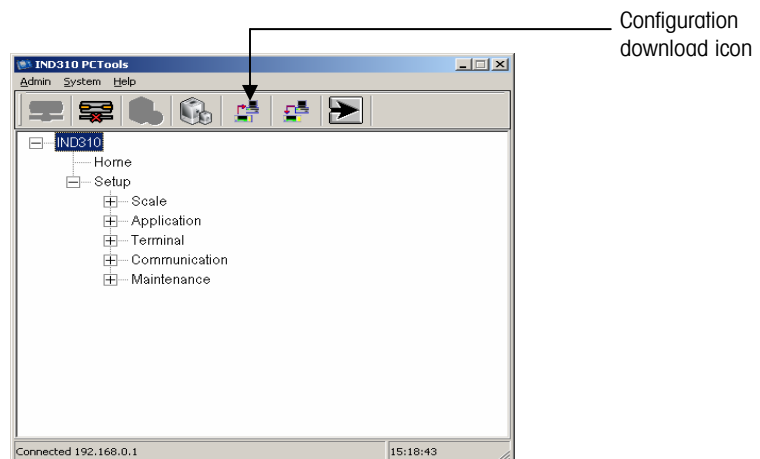 Configuration
download icon
IND310 PCTools
Admin System Help
IND310
Home
Setup
Scale
Application
Terminal
Communication
Maintenance
Connected 192.168.0.1
15:18:43